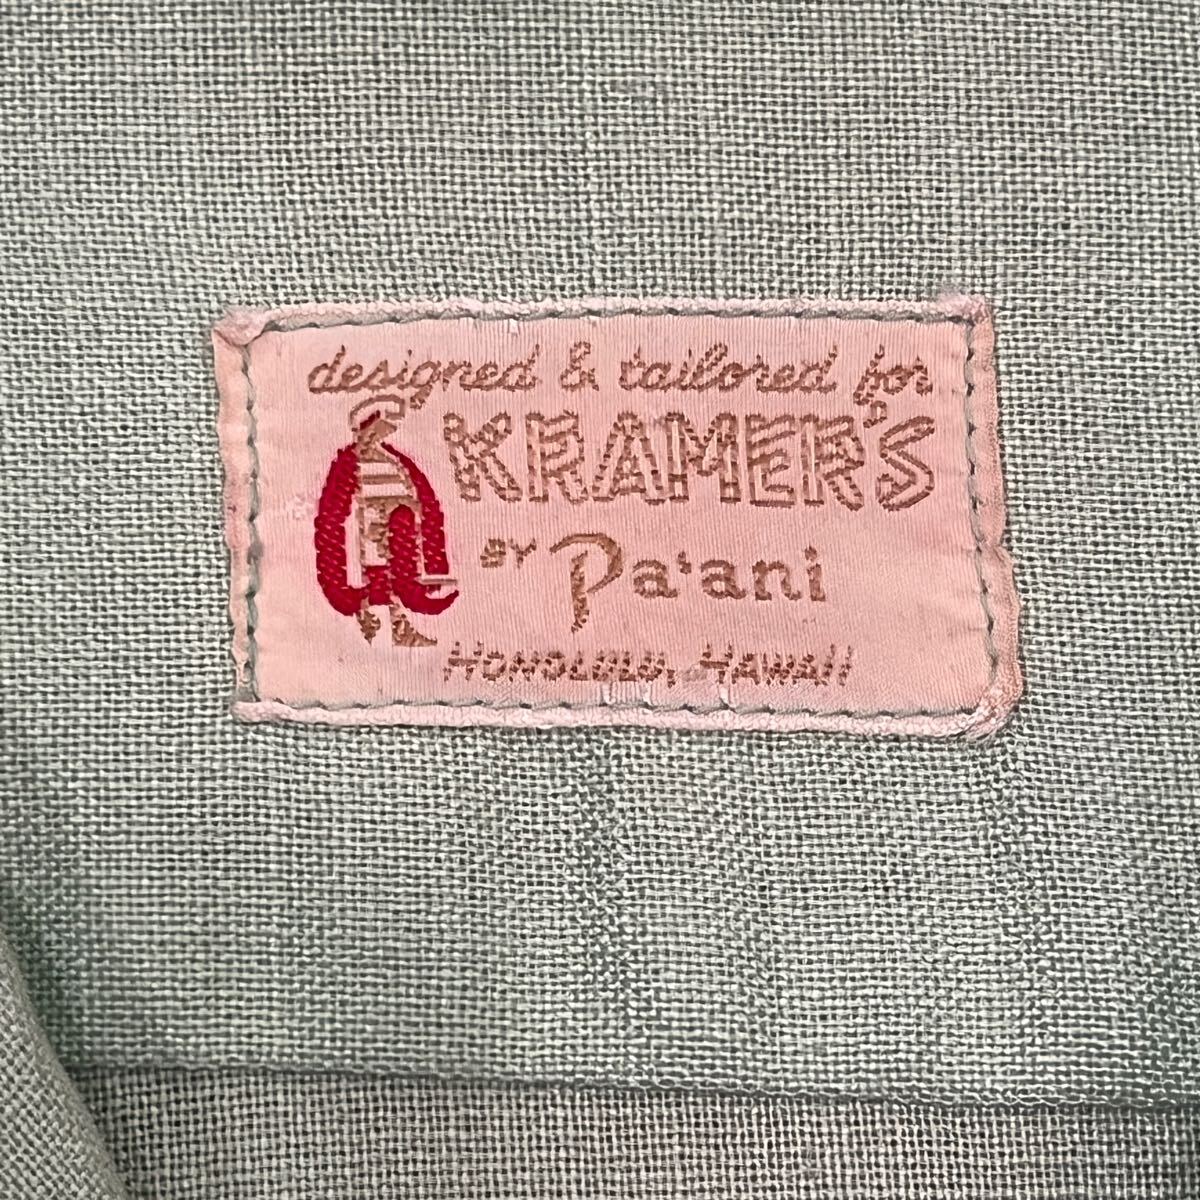 designed & tailored for
KRAMER'S
BY Pa'ani
HONOLULU, HAWAII